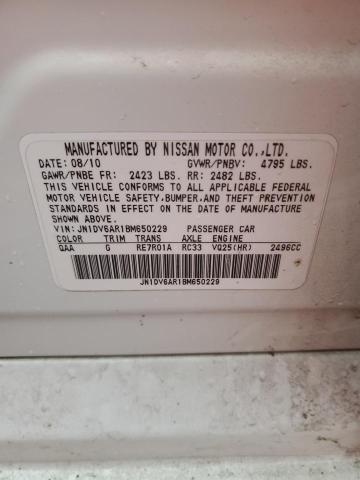 MANUFACTURED BY NISSAN MOTOR CO.,LTD.
DATE: 08/10 GVWR/PNBV: 4795 LBS.
GAWR/PNBE FR: 2423 LBS. RR: 2482 LBS.
THIS VEHICLE CONFORMS TO ALL APPLICABLE FEDERAL
MOTOR VEHICLE SAFETY,BUMPER,AND THEFT PREVENTION
STANDARDS IN EFFECT ON THE DATE OF MANUFACTURE
SHOWN ABOVE.
VIN: JN1DV6AR1BM650229 PASSENGER CAR
COLOR TRIM TRANS AXLE ENGINE
QAA G RE7R01A RC33 VQ25(HR) 2496CC
JN1DV6AR1BM650229